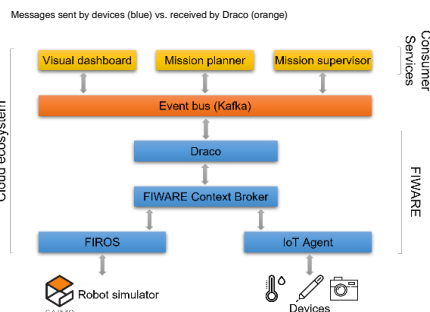 Messages sent by devices (blue) vs. received by Draco (orange)
Consumer
Services
Visual dashboard
Mission planner
Mission supervisor
Event bus (Kafka)
Cloud ecosystem
Draco
FIWARE
FIWARE Context Broker
FIROS
IoT Agent
Robot simulator
Devices